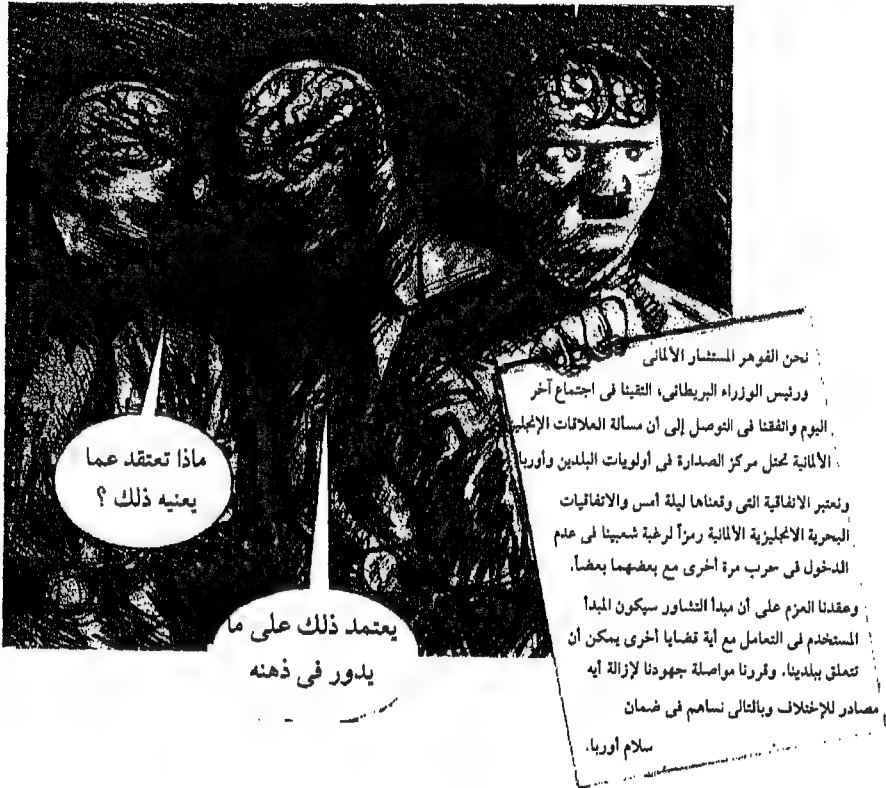 ماذا تعتقد عما
يعنيه ذلك ؟
يعتمد ذلك على ما
يدور فى ذهنه
نحن الفوهر المستشار الألمانى
ورئيس الوزراء البريطانى، التقينا فى اجتماع آخر
اليوم واتفقنا فى التوصل إلى أن مسألة العلاقات
الألمانية تحتل مركز الصدارة فى أولويات البلدين وأوربا
ونعتبر الاتفاقية التى وقعناها ليلة أمس والاتفاقيات
البحرية الانجليزية الألمانية رمزاً لرغبة شعبينا فى عدم
الدخول فى حرب مرة أخرى مع بعضهما بعضاً.
وعقدنا العزم على أن مبدأ التشاور سيكون المبدأ
المستخدم فى التعامل مع أية قضايا أخرى يمكن أن
تتعلق ببلدينا. وقررنا مواصلة جهودنا لإزالة أيه
مصادر للإختلاف وبالتالى نساهم فى ضمان
سلام أوربا.